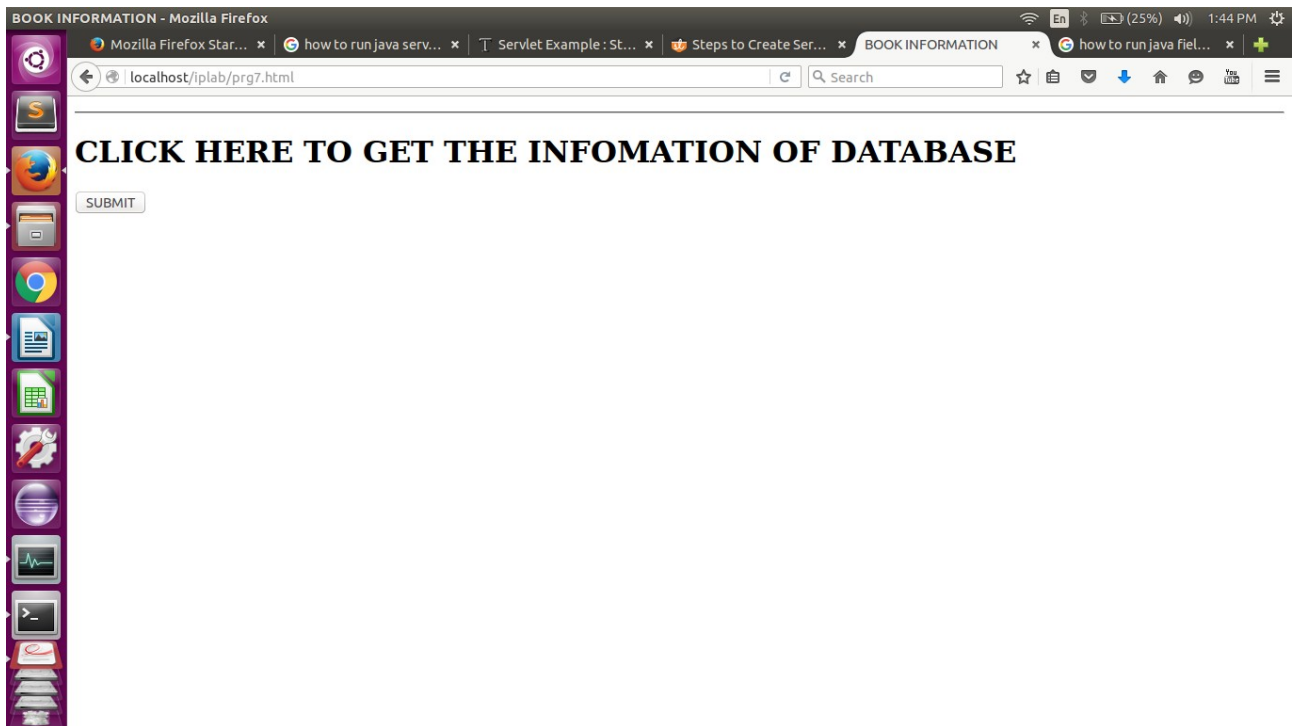 BOOK INFORMATION - Mozilla Firefox En (25%) 1:44 PM
Mozilla Firefox Star... how to run java serv... Servlet Example : St... Steps to Create Ser... BOOK INFORMATION how to run java fiel...
localhost/iplab/prg7.html Search You Tube
CLICK HERE TO GET THE INFOMATION OF DATABASE
SUBMIT